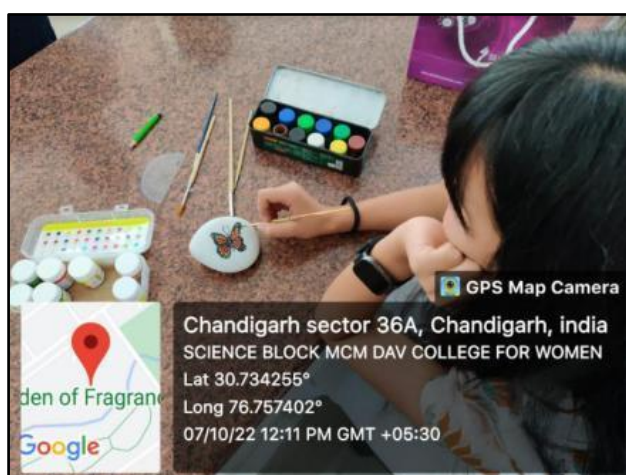 GPS Map Camera
Chandigarh sector 36A, Chandigarh, india
SCIENCE BLOCK MCM DAV COLLEGE FOR WOMEN
Lat 30.734255°
Long 76.757402°
07/10/22 12:11 PM GMT +05:30
den of Fragran
Google